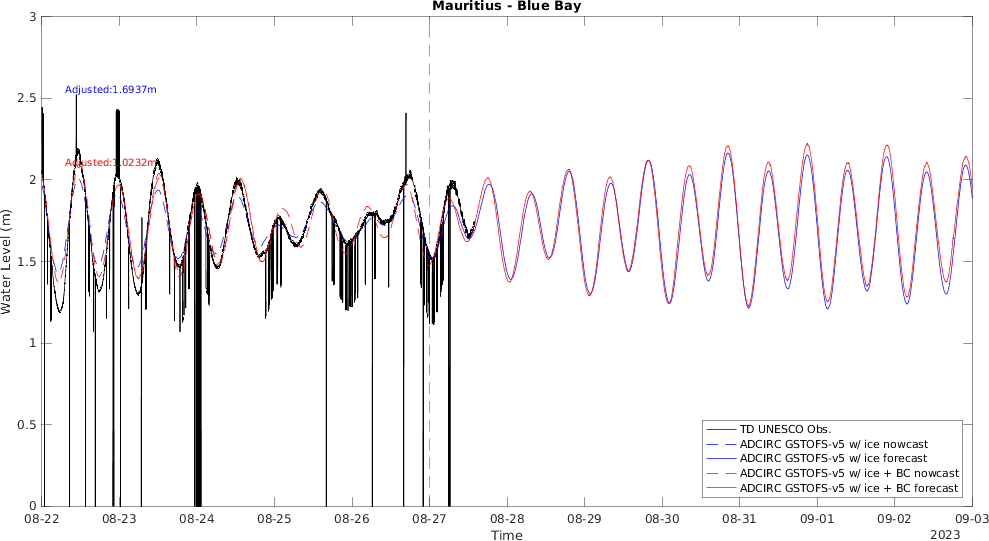 Mauritius - Blue Bay
3
2.5
2
1.5
1
0.5
0
Water Level (m)
Adjusted:1.6937m
Adjusted:1.0232m
TD UNESCO Obs.
ADCIRC GSTOFS-v5 w/ ice nowcast
ADCIRC GSTOFS-v5 w/ ice forecast
ADCIRC GSTOFS-v5 w/ ice + BC nowcast
ADCIRC GSTOFS-v5 w/ ice + BC forecast
08-22 08-23 08-24 08-25 08-26 08-27 08-28 08-29 08-30 08-31 09-01 09-02 09-03
Time
2023